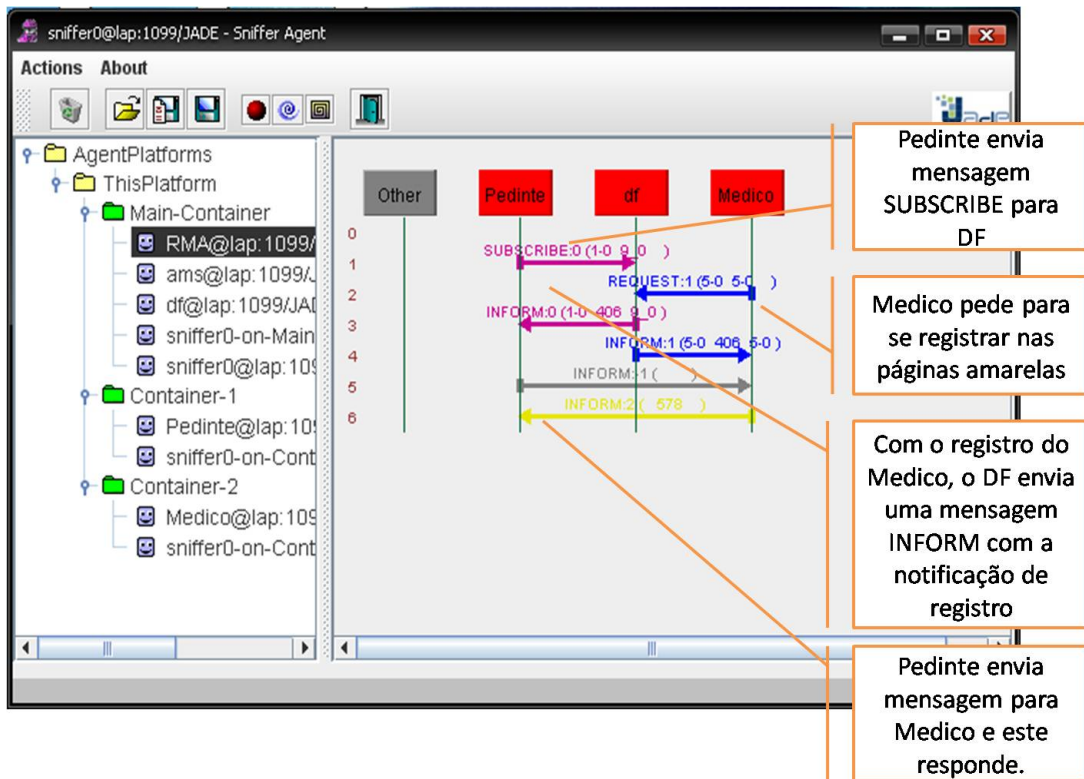 sniffer0@lap:1099/JADE - Sniffer Agent
Actions About
Jade
AgentPlatforms
ThisPlatform
Main-Container
RMA@lap:1099/
ams@lap:1099/J
df@lap:1099/JAI
sniffer0-on-Main
sniffer0@lap:109
Container-1
Pedinte@lap:10
sniffer0-on-Cont
Container-2
Medico@lap:109
sniffer0-on-Cont
Other Pedinte df Medico
0
SUBSCRIBE:0 (1-0 9_0 )
1
REQUEST:1 (5-0 5-0 )
2
INFORM:0 (1-0 406 9_0 )
3
INFORM:1 (5-0 406 5-0 )
4
INFORM:-1 ( )
5
INFORM:2 ( 578 )
6
Pedinte envia
mensagem
SUBSCRIBE para
DF
Medico pede para
se registrar nas
páginas amarelas
Com o registro do
Medico, o DF envia
uma mensagem
INFORM com a
notificação de
registro
Pedinte envia
mensagem para
Medico e este
responde.